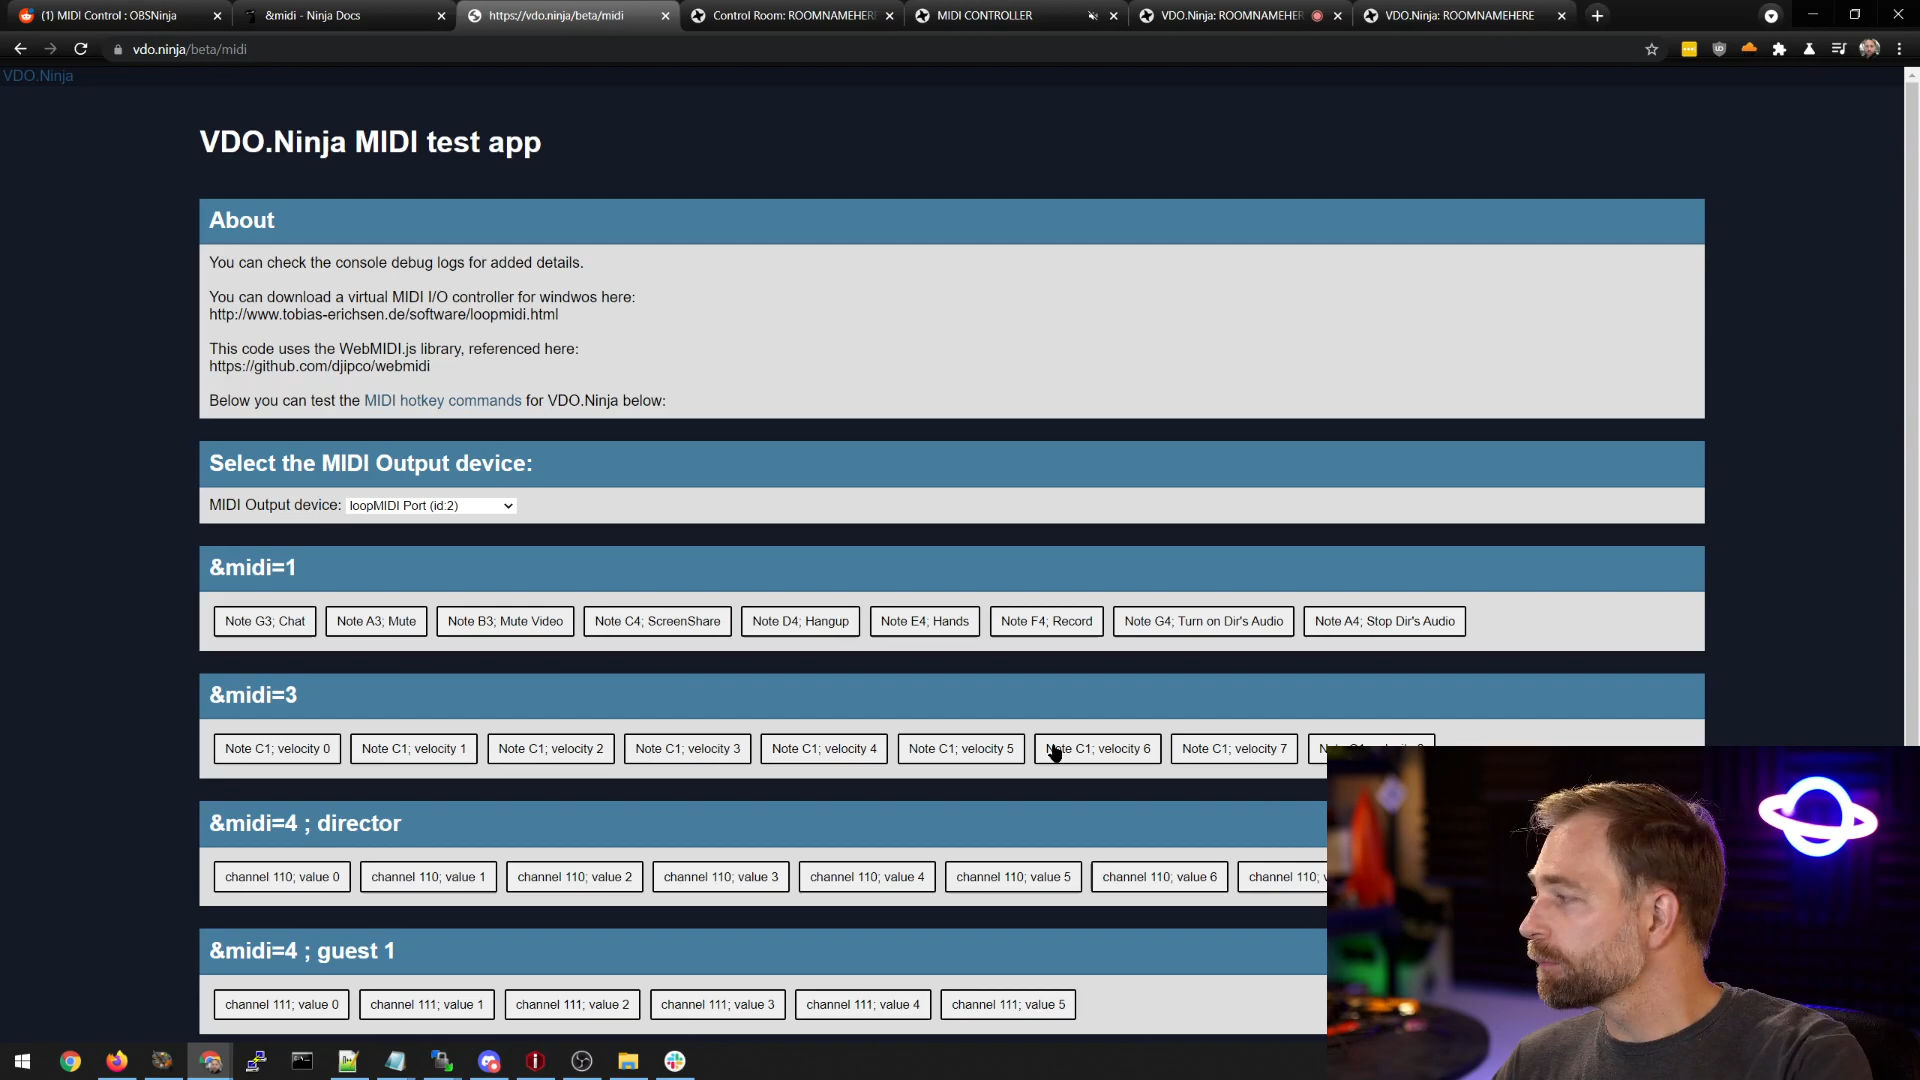 (1) MIDI Control : OBSNinja
&midi - Ninja Docs
https://vdo.ninja/beta/midi
Control Room: ROOMNAMEHERE
MIDI CONTROLLER
VDO.Ninja: ROOMNAMEHER
VDO.Ninja: ROOMNAMEHERE
vdo.ninja/beta/midi
VDO.Ninja
VDO.Ninja MIDI test app
About
You can check the console debug logs for added details.
You can download a virtual MIDI I/O controller for windwos here:
http://www.tobias-erichsen.de/software/loopmidi.html
This code uses the WebMIDI.js library, referenced here:
https://github.com/djipco/webmidi
Below you can test the MIDI hotkey commands for VDO.Ninja below:
Select the MIDI Output device:
MIDI Output device: loopMIDI Port (id:2)
&midi=1
Note G3; Chat Note A3; Mute Note B3; Mute Video Note C4; ScreenShare Note D4; Hangup Note E4; Hands Note F4; Record Note G4; Turn on Dir's Audio Note A4; Stop Dir's Audio
&midi=3
Note C1; velocity 0 Note C1; velocity 1 Note C1; velocity 2 Note C1; velocity 3 Note C1; velocity 4 Note C1; velocity 5 Note C1; velocity 6 Note C1; velocity 7
&midi=4 ; director
channel 110; value 0 channel 110; value 1 channel 110; value 2 channel 110; value 3 channel 110; value 4 channel 110; value 5 channel 110; value 6 channel 110; v
&midi=4 ; guest 1
channel 111; value 0 channel 111; value 1 channel 111; value 2 channel 111; value 3 channel 111; value 4 channel 111; value 5